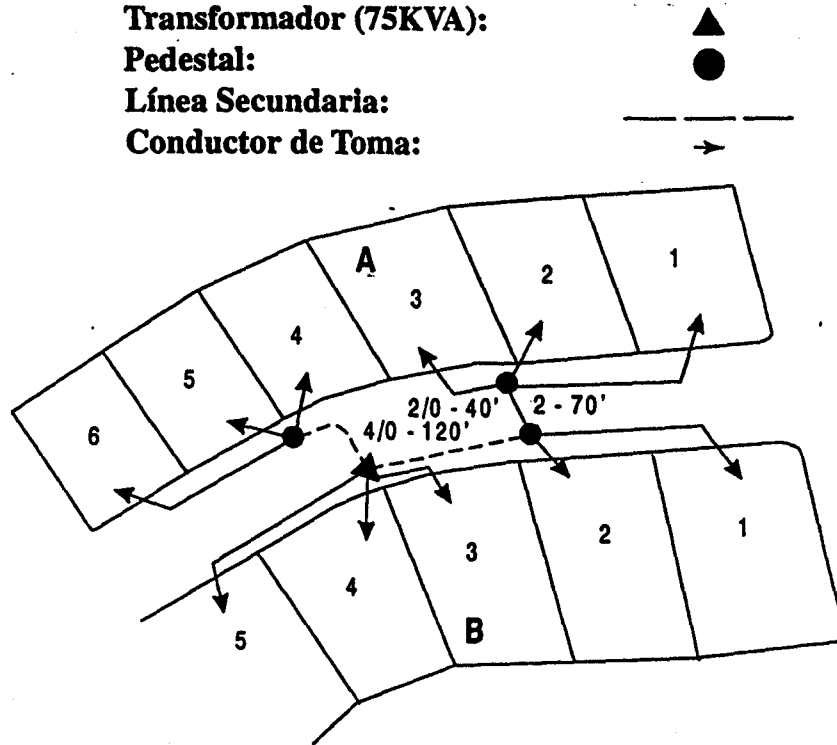 Transformador (75KVA):
Pedestal:
Línea Secundaria:
Conductor de Toma:
A
1
2
3
4
5
6
2/0 - 40' 2 - 70'
4/0 - 120'
1
2
3
4
5
B